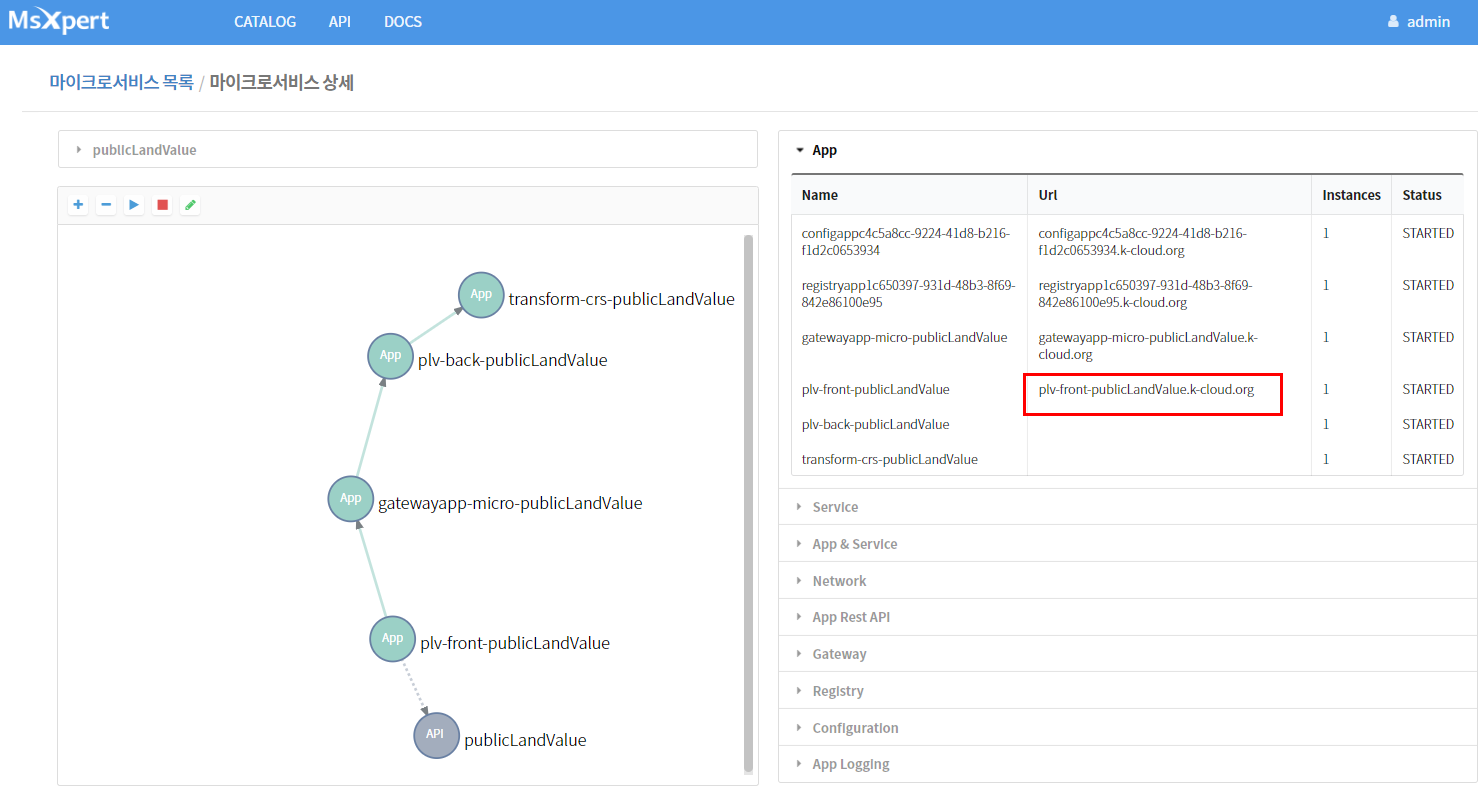 MsXpert
CATALOG API DOCS
admin
마이크로서비스 목록 / 마이크로서비스 상세
publicLandValue
App
transform-crs-publicLandValue
App
plv-back-publicLandValue
App
gatewayapp-micro-publicLandValue
App
plv-front-publicLandValue
API
publicLandValue
App
Name Url Instances Status
configappc4c5a8cc-9224-41d8-b216- configappc4c5a8cc-9224-41d8-b216- 1 STARTED
f1d2c0653934 f1d2c0653934.k-cloud.org
registryapp1c650397-931d-48b3-8f69- registryapp1c650397-931d-48b3-8f69- 1 STARTED
842e86100e95 842e86100e95.k-cloud.org
gatewayapp-micro-publicLandValue gatewayapp-micro-publicLandValue.k- 1 STARTED
cloud.org
plv-front-publicLandValue plv-front-publicLandValue.k-cloud.org 1 STARTED
plv-back-publicLandValue 1 STARTED
transform-crs-publicLandValue 1 STARTED
Service
App & Service
Network
App Rest API
Gateway
Registry
Configuration
App Logging